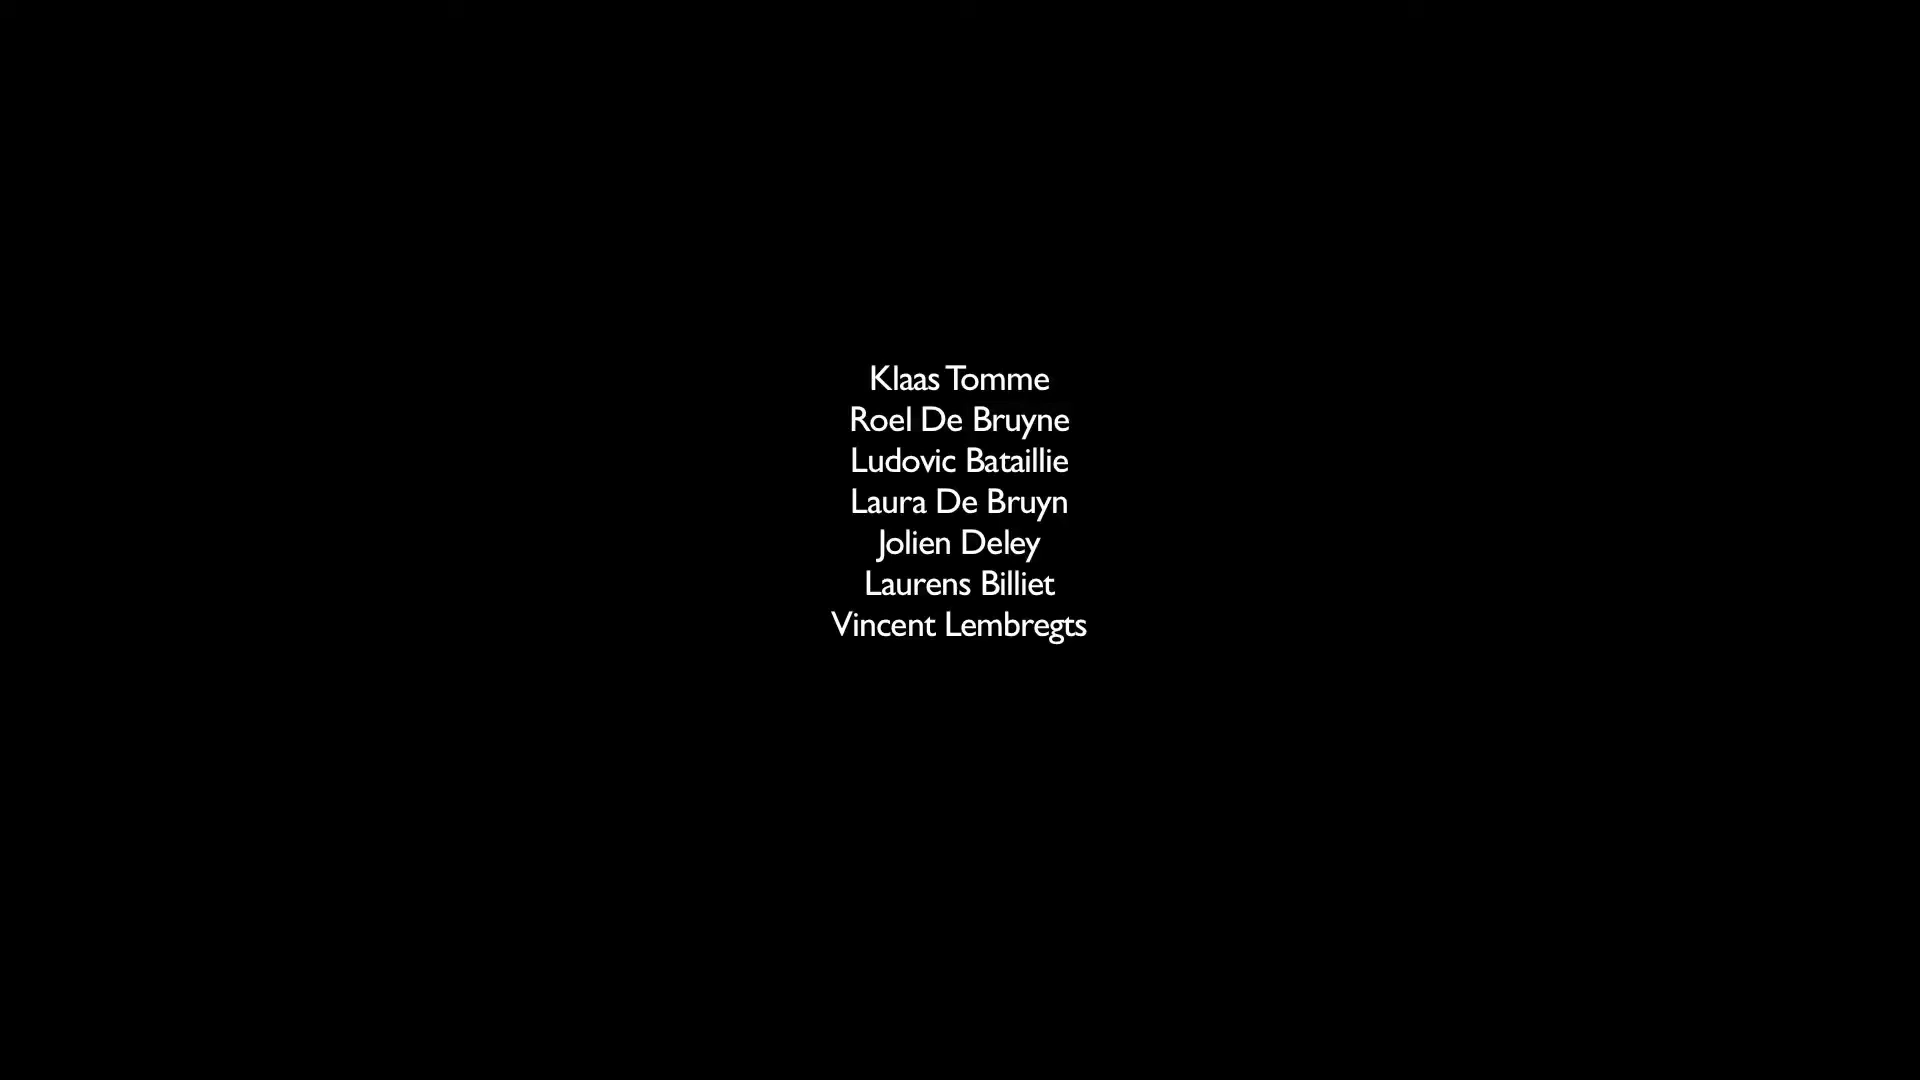 Klaas Tomme
Roel De Bruyne
Ludovic Bataillie
Laura De Bruyn
Jolien Deley
Laurens Billiet
Vincent Lembregts